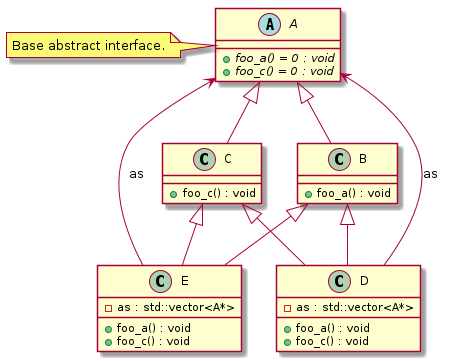 A A
Base abstract interface.
foo_a() = 0 : void
foo_c() = 0 : void
as
as
C C
foo_c() : void
C B
foo_a() : void
C E
as : std::vector<A*>
foo_a() : void
foo_c() : void
C D
as : std::vector<A*>
foo_a() : void
foo_c() : void